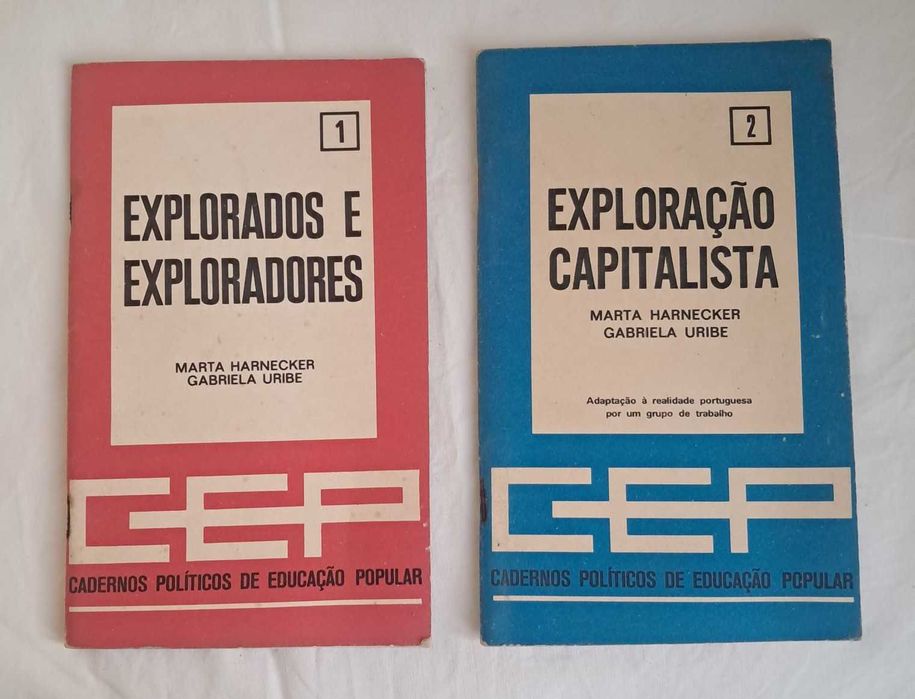 1
EXPLORADOS E
EXPLORADORES
MARTA HARNECKER
GABRIELA URIBE
CEP
CADERNOS POLÍTICOS DE EDUCAÇÃO POPULAR
2
EXPLORAÇÃO
CAPITALISTA
MARTA HARNECKER
GABRIELA URIBE
Adaptação à realidade portuguesa
por um grupo de trabalho
CEP
CADERNOS POLÍTICOS DE EDUCAÇÃO POPULAR